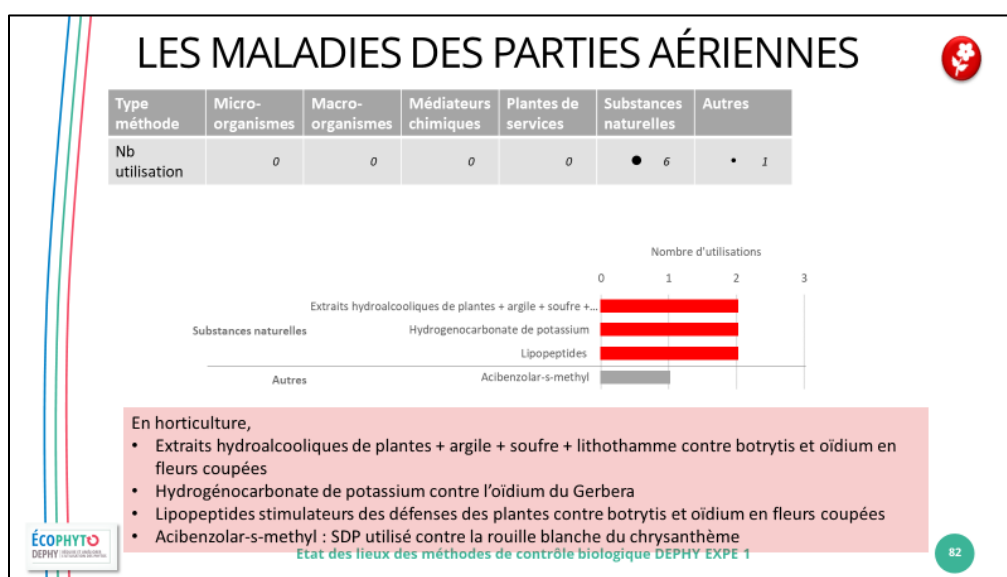 LES MALADIES DES PARTIES AÉRIENNES
Type méthode Micro-organismes Macro-organismes Médiateurs chimiques Plantes de services Substances naturelles Autres
Nb utilisation 0 0 0 0 6 1
Nombre d'utilisations
0 1 2 3
Extraits hydroalcooliques de plantes + argile + soufre +...
Substances naturelles Hydrogenocarbonate de potassium
Lipopeptides
Autres Acibenzolar-s-methyl
En horticulture,
• Extraits hydroalcooliques de plantes + argile + soufre + lithothamme contre botrytis et oïdium en
fleurs coupées
• Hydrogénocarbonate de potassium contre l'oïdium du Gerbera
• Lipopeptides stimulateurs des défenses des plantes contre botrytis et oïdium en fleurs coupées
• Acibenzolar-s-methyl : SDP utilisé contre la rouille blanche du chrysanthème
ÉCOPHYTO
DEPHY
Etat des lieux des méthodes de contrôle biologique DEPHY EXPE 1
82